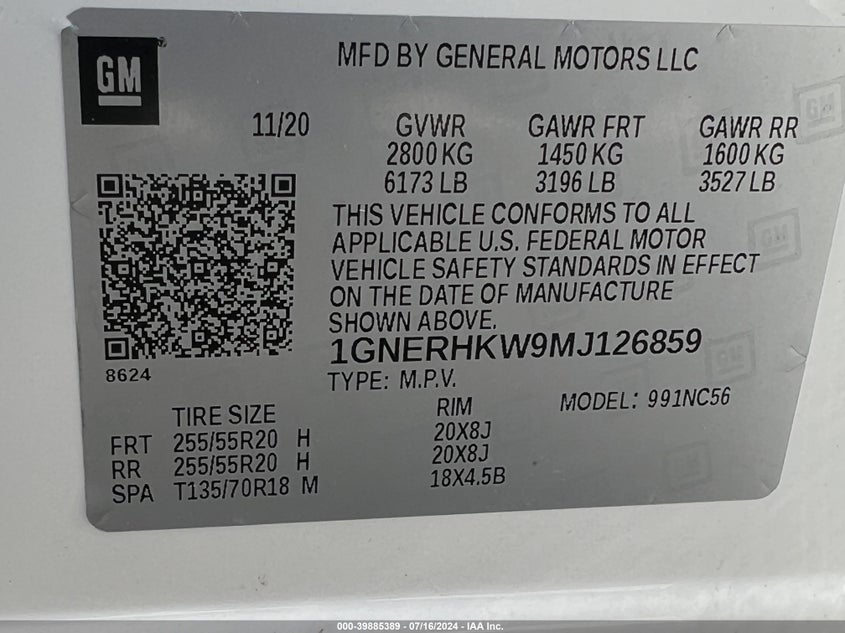 GM
MFD BY GENERAL MOTORS LLC
11/20 GVWR GAWR FRT GAWR RR
2800 KG 1450 KG 1600 KG
6173 LB 3196 LB 3527 LB
THIS VEHICLE CONFORMS TO ALL
APPLICABLE U.S. FEDERAL MOTOR
VEHICLE SAFETY STANDARDS IN EFFECT
ON THE DATE OF MANUFACTURE
SHOWN ABOVE.
1GNERHKW9MJ126859
8624
TYPE: M.P.V.
MODEL: 991NC56
TIRE SIZE RIM
FRT 255/55R20 H 20X8J
RR 255/55R20 H 20X8J
SPA T135/70R18 M 18X4.5B
000-39885389 - 07/16/2024 - IAA Inc.